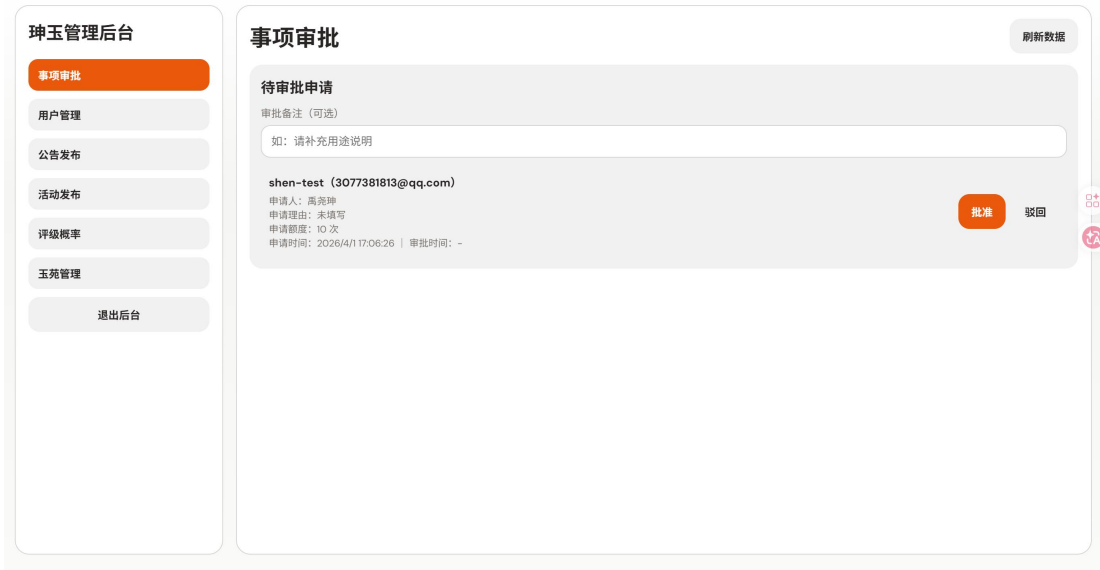 珅玉管理后台
事项审批
用户管理
公告发布
活动发布
评级概率
玉苑管理
退出后台
事项审批
刷新数据
待审批申请
审批备注（可选）
如：请补充用途说明
shen-test（3077381813@qq.com）
申请人：禹尧珅
申请理由：未填写
申请额度：10 次
申请时间：2026/4/1 17:06:26 ｜ 审批时间：-
批准
驳回